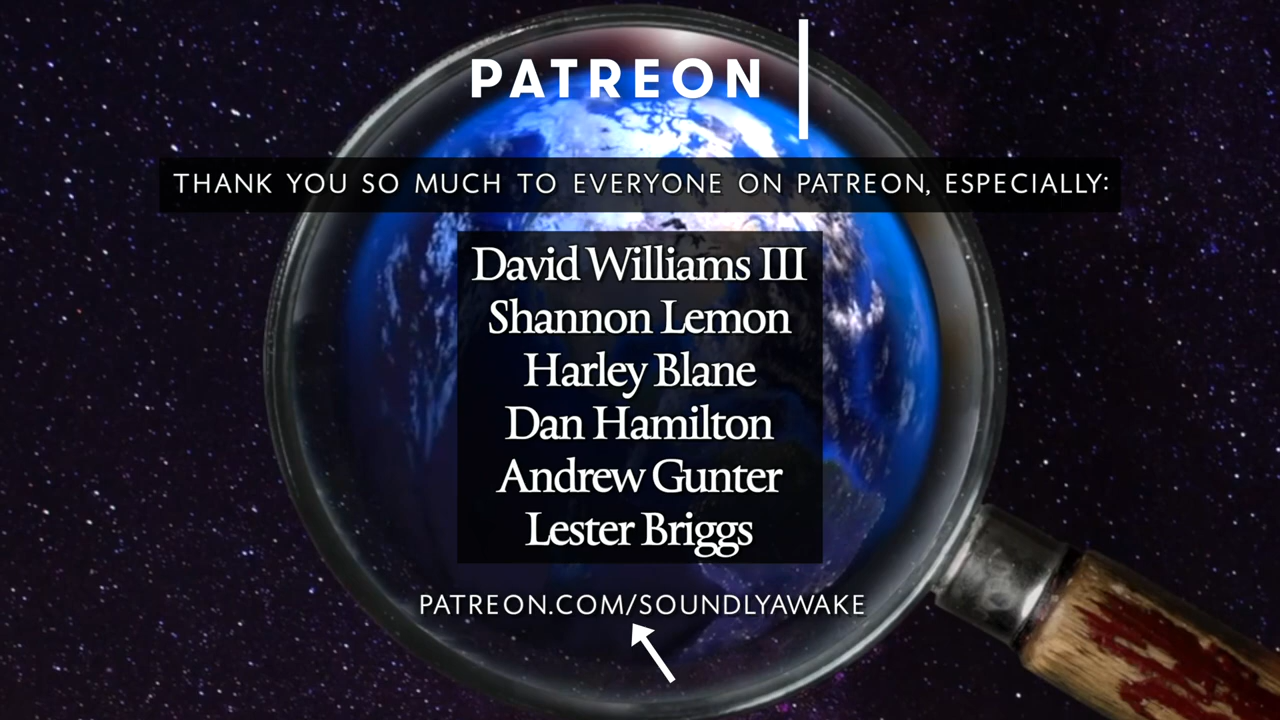 PATREON
THANK YOU SO MUCH TO EVERYONE ON PATREON, ESPECIALLY:
David Williams III
Shannon Lemon
Harley Blane
Dan Hamilton
Andrew Gunter
Lester Briggs
PATREON.COM/SOUNDLYAWAKE